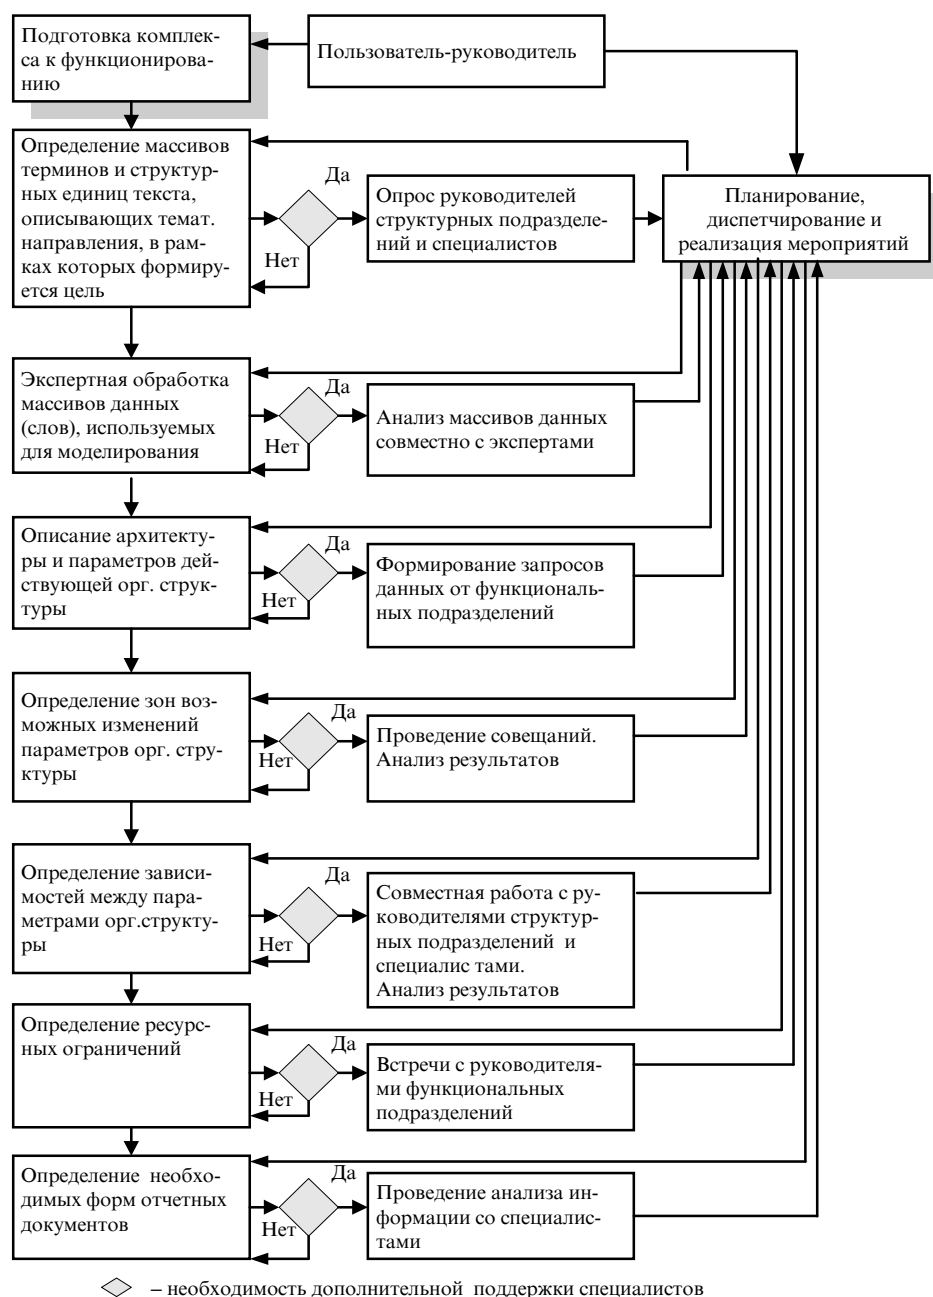 Подготовка комплек-
са к функционирова-
нию
Пользователь-руководитель
Определение массивов
терминов и структур-
ных единиц текста,
описывающих темат.
направления, в рам-
ках которых формиру-
ется цель
Да
Нет
Опрос руководителей
структурных подразделе-
ний и специалистов
Планирование,
диспетчирование и
реализация мероприятий
Экспертная обработка
массивов данных
(слов), используемых
для моделирования
Да
Нет
Анализ массивов данных
совместно с экспертами
Описание архитекту-
ры и параметров дей-
ствующей орг. струк-
туры
Да
Нет
Формирование запросов
данных от функциональ-
ных подразделений
Определение зон воз-
можных изменений
параметров орг. стру-
ктуры
Да
Нет
Проведение совещаний.
Анализ результатов
Определение зависи-
мостей между пара-
метрами орг.структу-
ры
Да
Нет
Совместная работа с ру-
ководителями структур-
ных подразделений и
специалис тами.
Анализ результатов
Определение ресурс-
ных ограничений
Да
Нет
Встречи с руководителя-
ми функциональных
подразделений
Определение необхо-
димых форм отчетных
документов
Да
Нет
Проведение анализа ин-
формации со специалис-
тами
– необходимость дополнительной поддержки специалистов